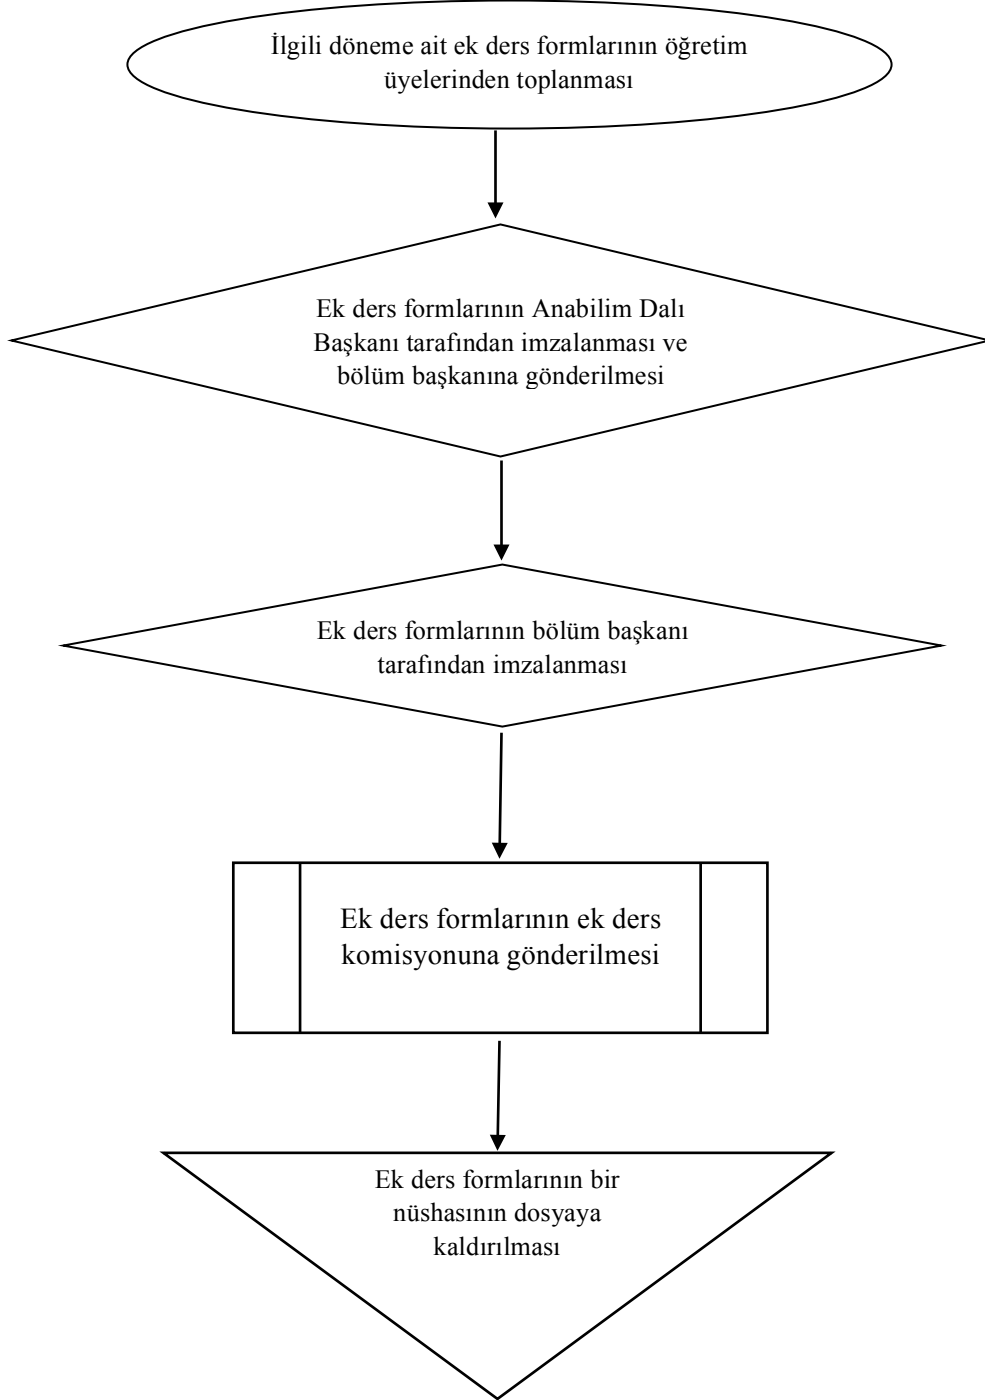 İlgili döneme ait ek ders formlarının öğretim
üyelerinden toplanması
Ek ders formlarının Anabilim Dalı
Başkanı tarafından imzalanması ve
bölüm başkanına gönderilmesi
Ek ders formlarının bölüm başkanı
tarafından imzalanması
Ek ders formlarının ek ders
komisyonuna gönderilmesi
Ek ders formlarının bir
nüshasının dosyaya
kaldırılması